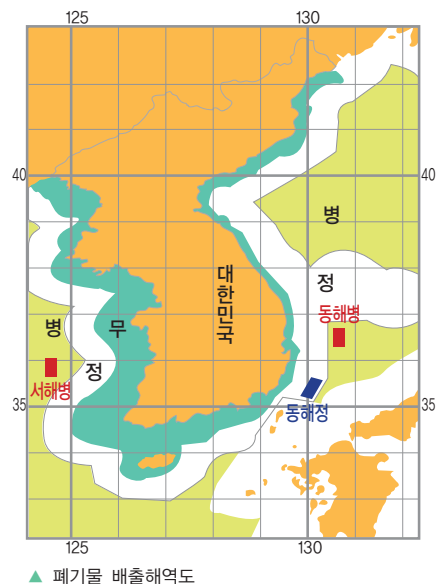 125 130
40 40
병
대한민국
정
동해병
병
무
정
서해병
35 35
동해정
125 130
▲ 폐기물 배출해역도